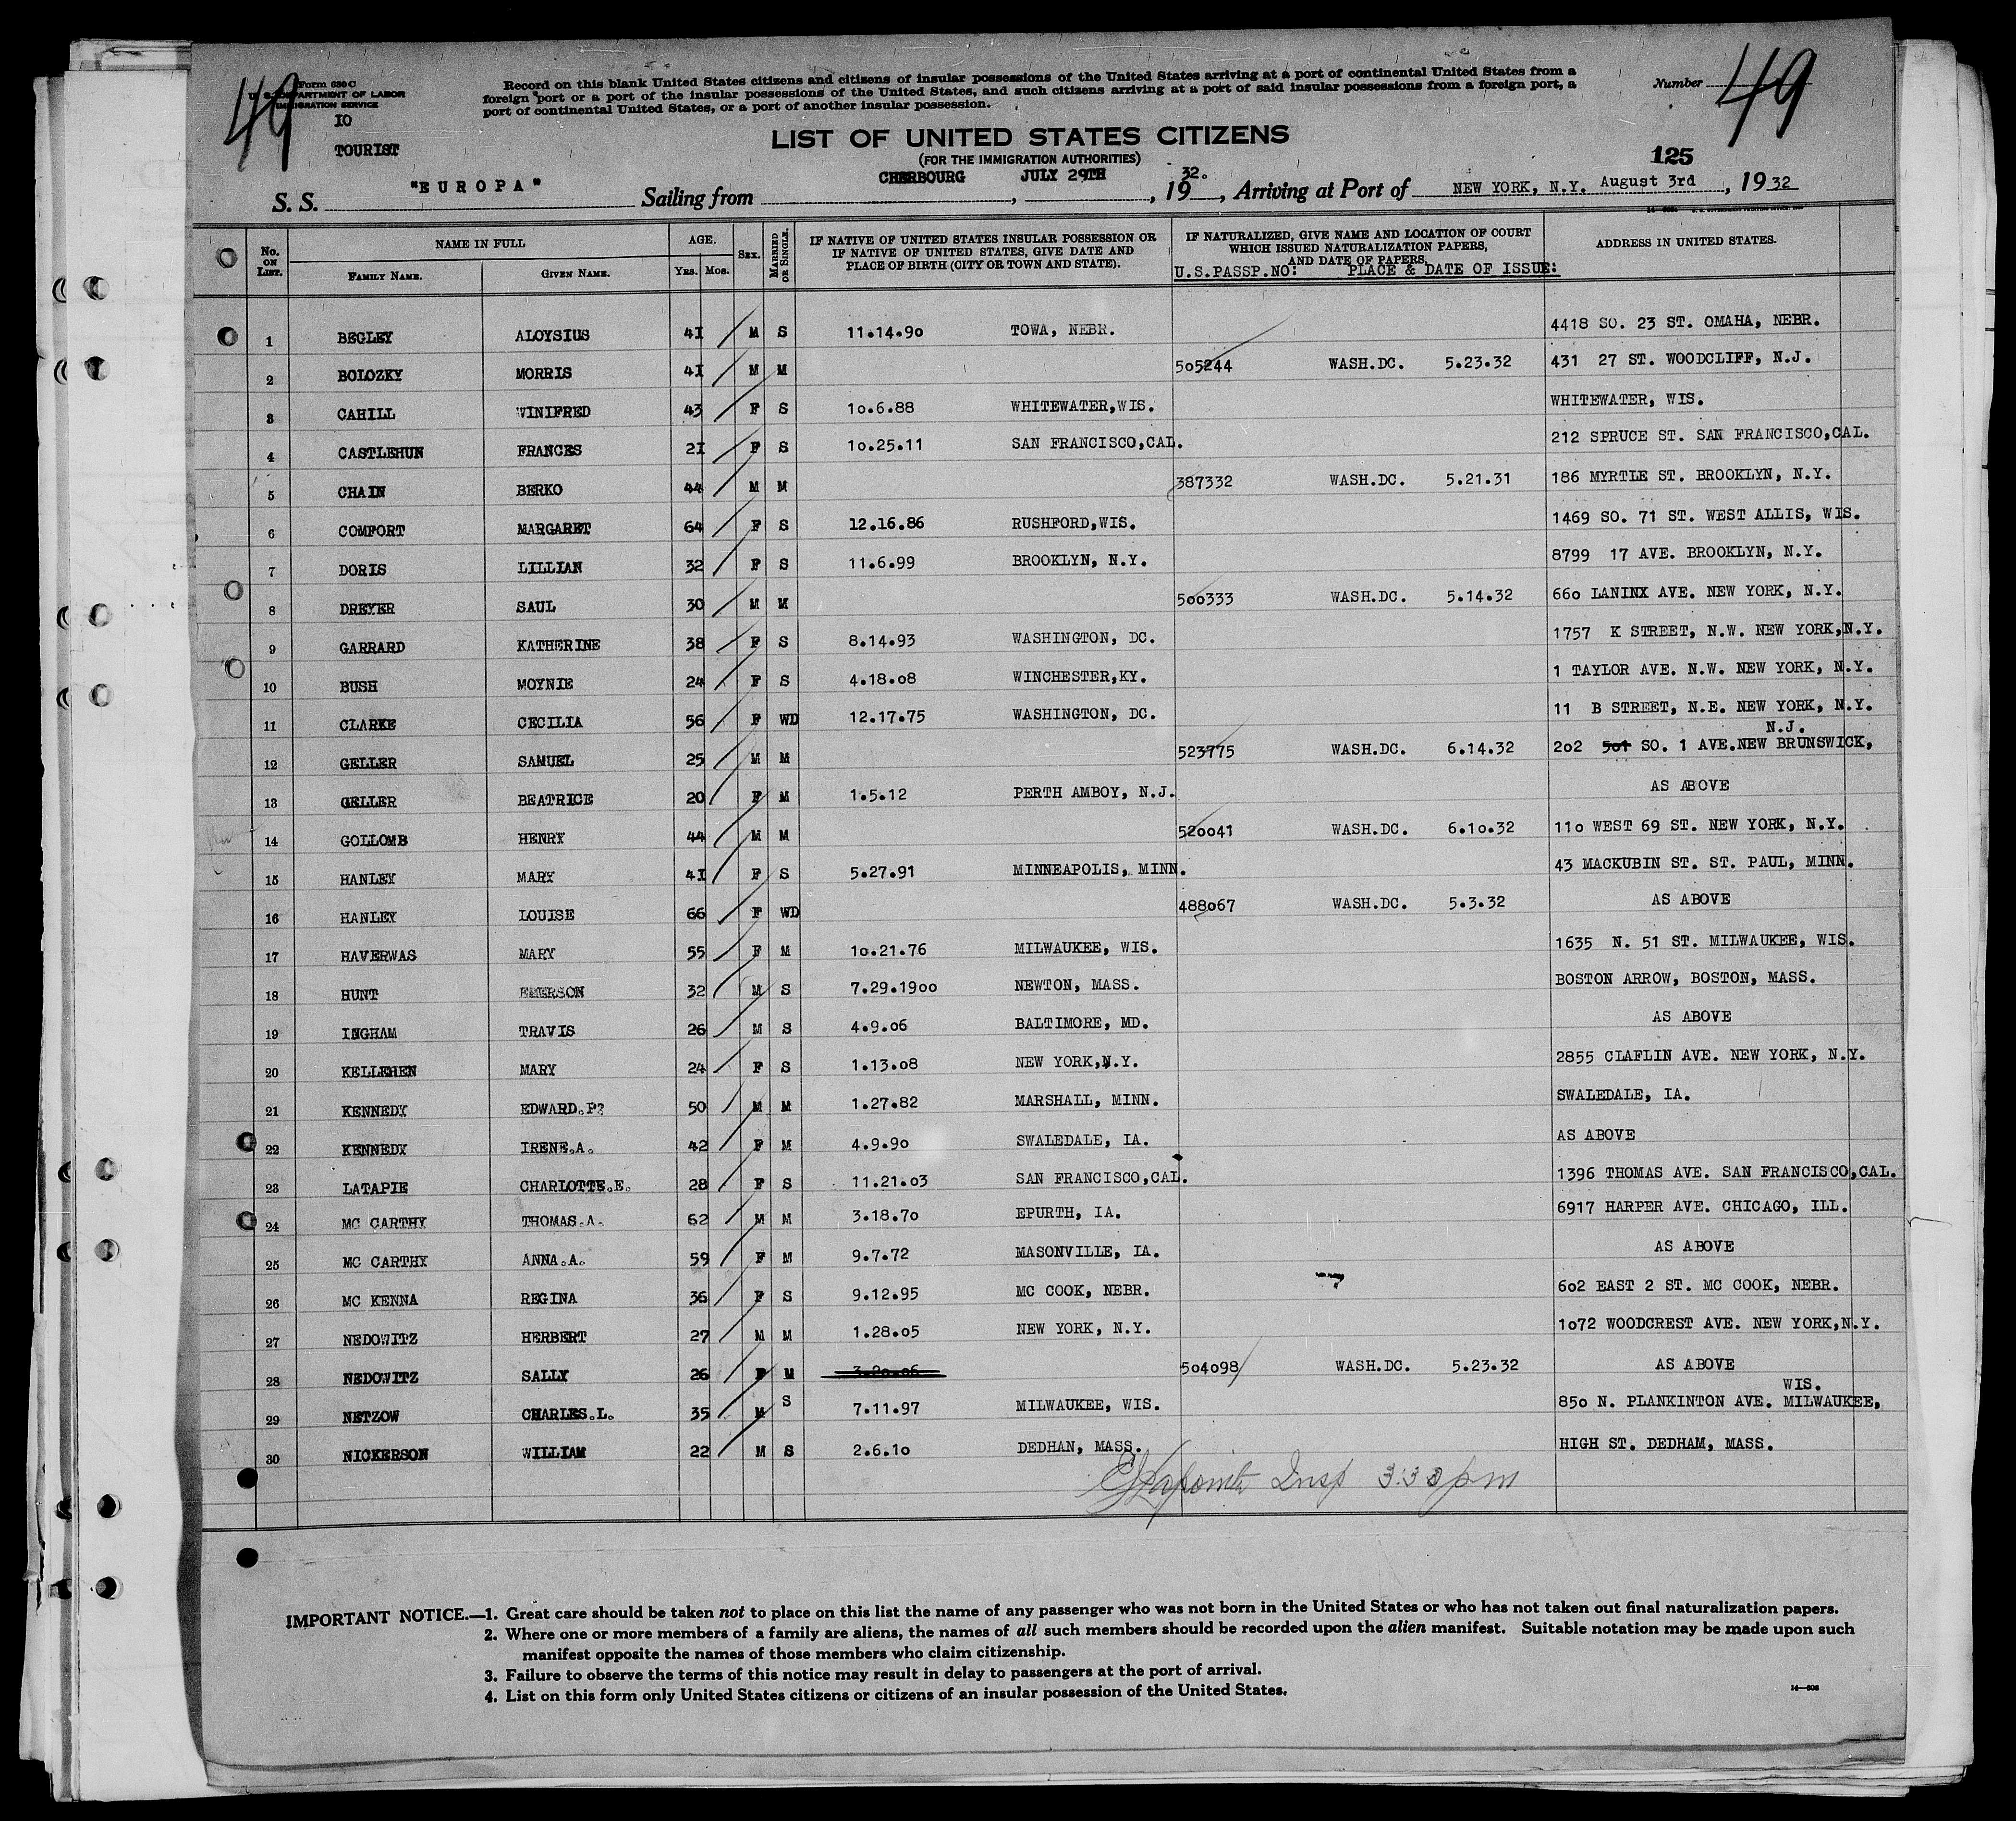 49
Form 630 C
U. S. DEPARTMENT OF LABOR
IMMIGRATION SERVICE
10
TOURIST
Record on this blank United States citizens and citizens of insular possessions of the United States arriving at a port of continental United States from a
foreign port or a port of the insular possessions of the United States, and such citizens arriving at a port of said insular possessions from a foreign port, a
port of continental United States, or a port of another insular possession.
Number 49
LIST OF UNITED STATES CITIZENS
(FOR THE IMMIGRATION AUTHORITIES)
125
S. S. "EUROPA" Sailing from CHERBOURG, JULY 29TH, 19 32., Arriving at Port of NEW YORK, N.Y. August 3rd, 19 32
No. ON LIST. NAME IN FULL AGE. SEX. MARRIED OR SINGLE. IF NATIVE OF UNITED STATES INSULAR POSSESSION OR IF NATIVE OF UNITED STATES, GIVE DATE AND PLACE OF BIRTH (CITY OR TOWN AND STATE). IF NATURALIZED, GIVE NAME AND LOCATION OF COURT WHICH ISSUED NATURALIZATION PAPERS, AND DATE OF PAPERS. ADDRESS IN UNITED STATES.
FAMILY NAME. GIVEN NAME. YRS. MOS. U.S.PASSP.NO: PLACE & DATE OF ISSUE:
1 BEGLEY ALOYSIUS 41 M S 11.14.90 TOWA, NEBR. 4418 SO. 23 ST. OMAHA, NEBR.
2 BOLOZKY MORRIS 41 M M 505244 WASH.DC. 5.23.32 431 27 ST. WOODCLIFF, N.J.
3 CAHILL WINIFRED 43 F S 10.6.88 WHITEWATER,WIS. WHITEWATER, WIS.
4 CASTLEHUN FRANCES 21 F S 10.25.11 SAN FRANCISCO,CAL. 212 SPRUCE ST. SAN FRANCISCO,CAL.
5 CHAIN BERKO 44 M M 387332 WASH.DC. 5.21.31 186 MYRTLE ST. BROOKLYN, N.Y.
6 COMFORT MARGARET 64 F S 12.16.86 RUSHFORD,WIS. 1469 SO. 71 ST. WEST ALLIS, WIS.
7 DORIS LILLIAN 32 F S 11.6.99 BROOKLYN, N.Y. 8799 17 AVE. BROOKLYN, N.Y.
8 DREYER SAUL 30 M M 500333 WASH.DC. 5.14.32 660 LANINX AVE. NEW YORK, N.Y.
9 GARRARD KATHERINE 38 F S 8.14.93 WASHINGTON, DC. 1757 K STREET, N.W. NEW YORK,N.Y.
10 BUSH MOYNIE 24 F S 4.18.08 WINCHESTER,KY. 1 TAYLOR AVE. N.W. NEW YORK, N.Y.
11 CLARKE CECILIA 56 F WD 12.17.75 WASHINGTON, DC. 11 B STREET, N.E. NEW YORK, N.Y.
N.J.
12 GELLER SAMUEL 25 M M 523775 WASH.DC. 6.14.32 202 501 SO. 1 AVE.NEW BRUNSWICK,
13 GELLER BEATRICE 20 F M 1.5.12 PERTH AMBOY, N.J. AS ABOVE
14 GOLLOMB HENRY 44 M M 520041 WASH.DC. 6.10.32 110 WEST 69 ST. NEW YORK, N.Y.
15 HANLEY MARY 41 F S 5.27.91 MINNEAPOLIS, MINN. 43 MACKUBIN ST. ST. PAUL, MINN.
16 HANLEY LOUISE 66 F WD 488067 WASH.DC. 5.3.32 AS ABOVE
17 HAVERWAS MARY 55 F M 10.21.76 MILWAUKEE, WIS. 1635 N. 51 ST. MILWAUKEE, WIS.
18 HUNT EMERSON 32 M S 7.29.1900 NEWTON, MASS. BOSTON ARROW, BOSTON, MASS.
19 INGHAM TRAVIS 26 M S 4.9.06 BALTIMORE, MD. AS ABOVE
20 KELLEHEN MARY 24 F S 1.13.08 NEW YORK,N.Y. 2855 CLAFLIN AVE. NEW YORK, N.Y.
21 KENNEDY EDWARD.P? 50 M M 1.27.82 MARSHALL, MINN. SWALEDALE, IA.
22 KENNEDY IRENE.A. 42 F M 4.9.90 SWALEDALE, IA. AS ABOVE
23 LATAPIE CHARLOTTE.E. 28 F S 11.21.03 SAN FRANCISCO,CAL. 1396 THOMAS AVE. SAN FRANCISCO,CAL.
24 MC CARTHY THOMAS.A. 62 M M 3.18.70 EPURTH, IA. 6917 HARPER AVE. CHICAGO, ILL.
25 MC CARTHY ANNA.A. 59 F M 9.7.72 MASONVILLE, IA. AS ABOVE
26 MC KENNA REGINA 36 F S 9.12.95 MC COOK, NEBR. 602 EAST 2 ST. MC COOK, NEBR.
27 NEDOWITZ HERBERT 27 M M 1.28.05 NEW YORK, N.Y. 1072 WOODCREST AVE. NEW YORK,N.Y.
28 NEDOWITZ SALLY 26 F M 3.20.06 504098 WASH.DC. 5.23.32 AS ABOVE
WIS.
29 NETZOW CHARLES.L. 35 M S 7.11.97 MILWAUKEE, WIS. 850 N. PLANKINTON AVE. MILWAUKEE,
30 NICKERSON WILLIAM 22 M S 2.6.10 DEDHAN, MASS. HIGH ST. DEDHAM, MASS.
Insp 3:30 pm
IMPORTANT NOTICE.—1. Great care should be taken not to place on this list the name of any passenger who was not born in the United States or who has not taken out final naturalization papers.
2. Where one or more members of a family are aliens, the names of all such members should be recorded upon the alien manifest. Suitable notation may be made upon such
manifest opposite the names of those members who claim citizenship.
3. Failure to observe the terms of this notice may result in delay to passengers at the port of arrival.
4. List on this form only United States citizens or citizens of an insular possession of the United States.